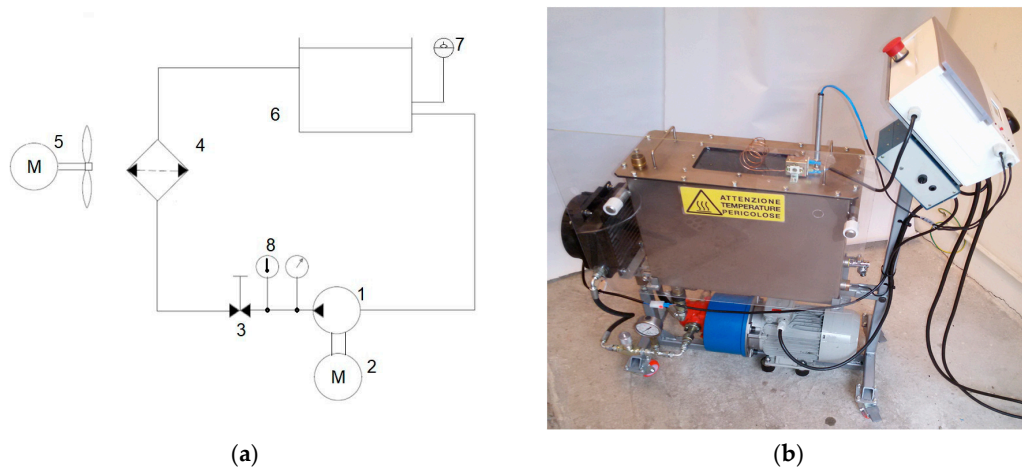 7
6
5
M
4
8
1
3
M
2
ATTENZIONE
TEMPERATURE
PERICOLOSE
(a)
(b)